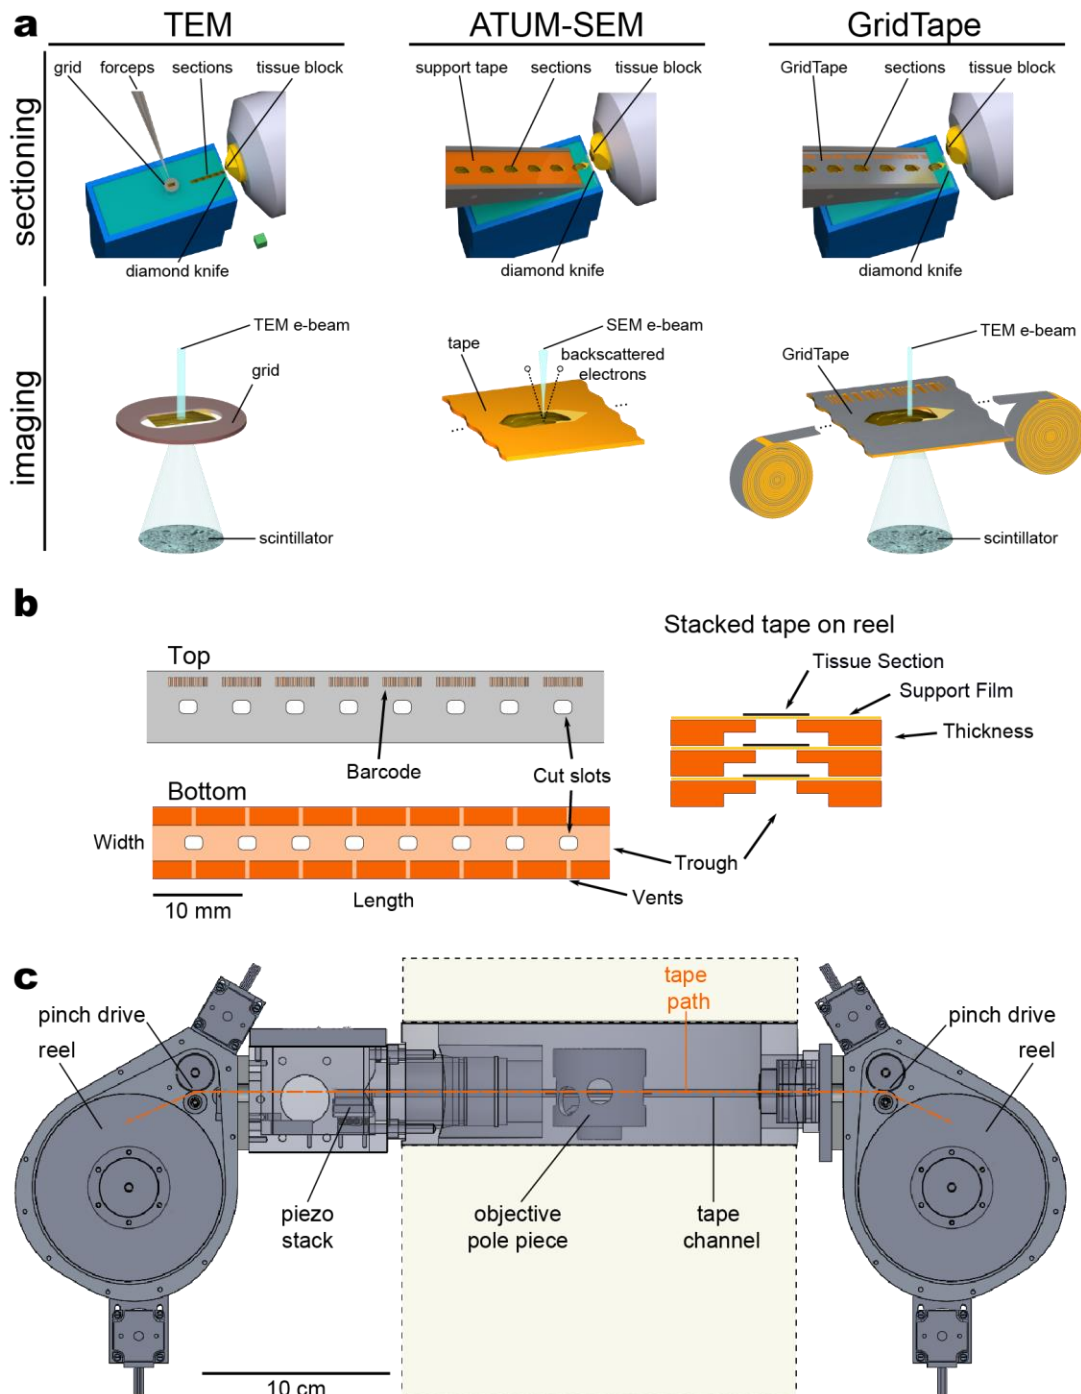 a
TEM
ATUM-SEM
GridTape
sectioning
grid
forceps
sections
tissue block
diamond knife
support tape
sections
tissue block
diamond knife
GridTape
sections
tissue block
diamond knife
imaging
TEM e-beam
grid
scintillator
tape
SEM e-beam
backscattered
electrons
GridTape
TEM e-beam
scintillator
b
Top
Barcode
Cut slots
Bottom
Width
Length
Trough
Vents
10 mm
Stacked tape on reel
Tissue Section
Support Film
Thickness
c
pinch drive
reel
tape
path
pinch drive
reel
piezo
stack
objective
pole piece
tape
channel
10 cm